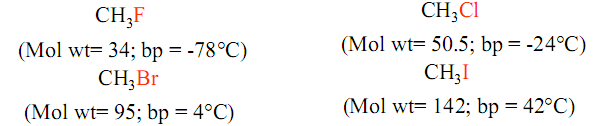 CH₃F
(Mol wt= 34; bp = -78°C)
CH₃Cl
(Mol wt= 50.5; bp = -24°C)
CH₃Br
(Mol wt= 95; bp = 4°C)
CH₃I
(Mol wt= 142; bp = 42°C)